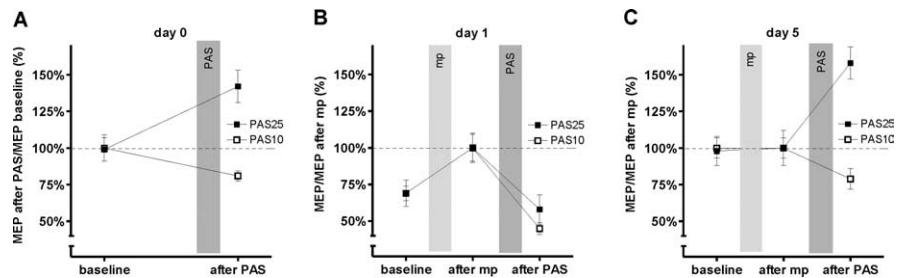 A
day 0
MEP after PAS/MEP baseline (%)
150%
125%
100%
75%
50%
PAS
PAS25
PAS10
baseline
after PAS
B
day 1
MEP/MEP after mp (%)
150%
125%
100%
75%
50%
mp
PAS
PAS25
PAS10
baseline
after mp
after PAS
C
day 5
MEP/MEP after mp (%)
150%
125%
100%
75%
50%
mp
PAS
PAS25
PAS10
baseline
after mp
after PAS